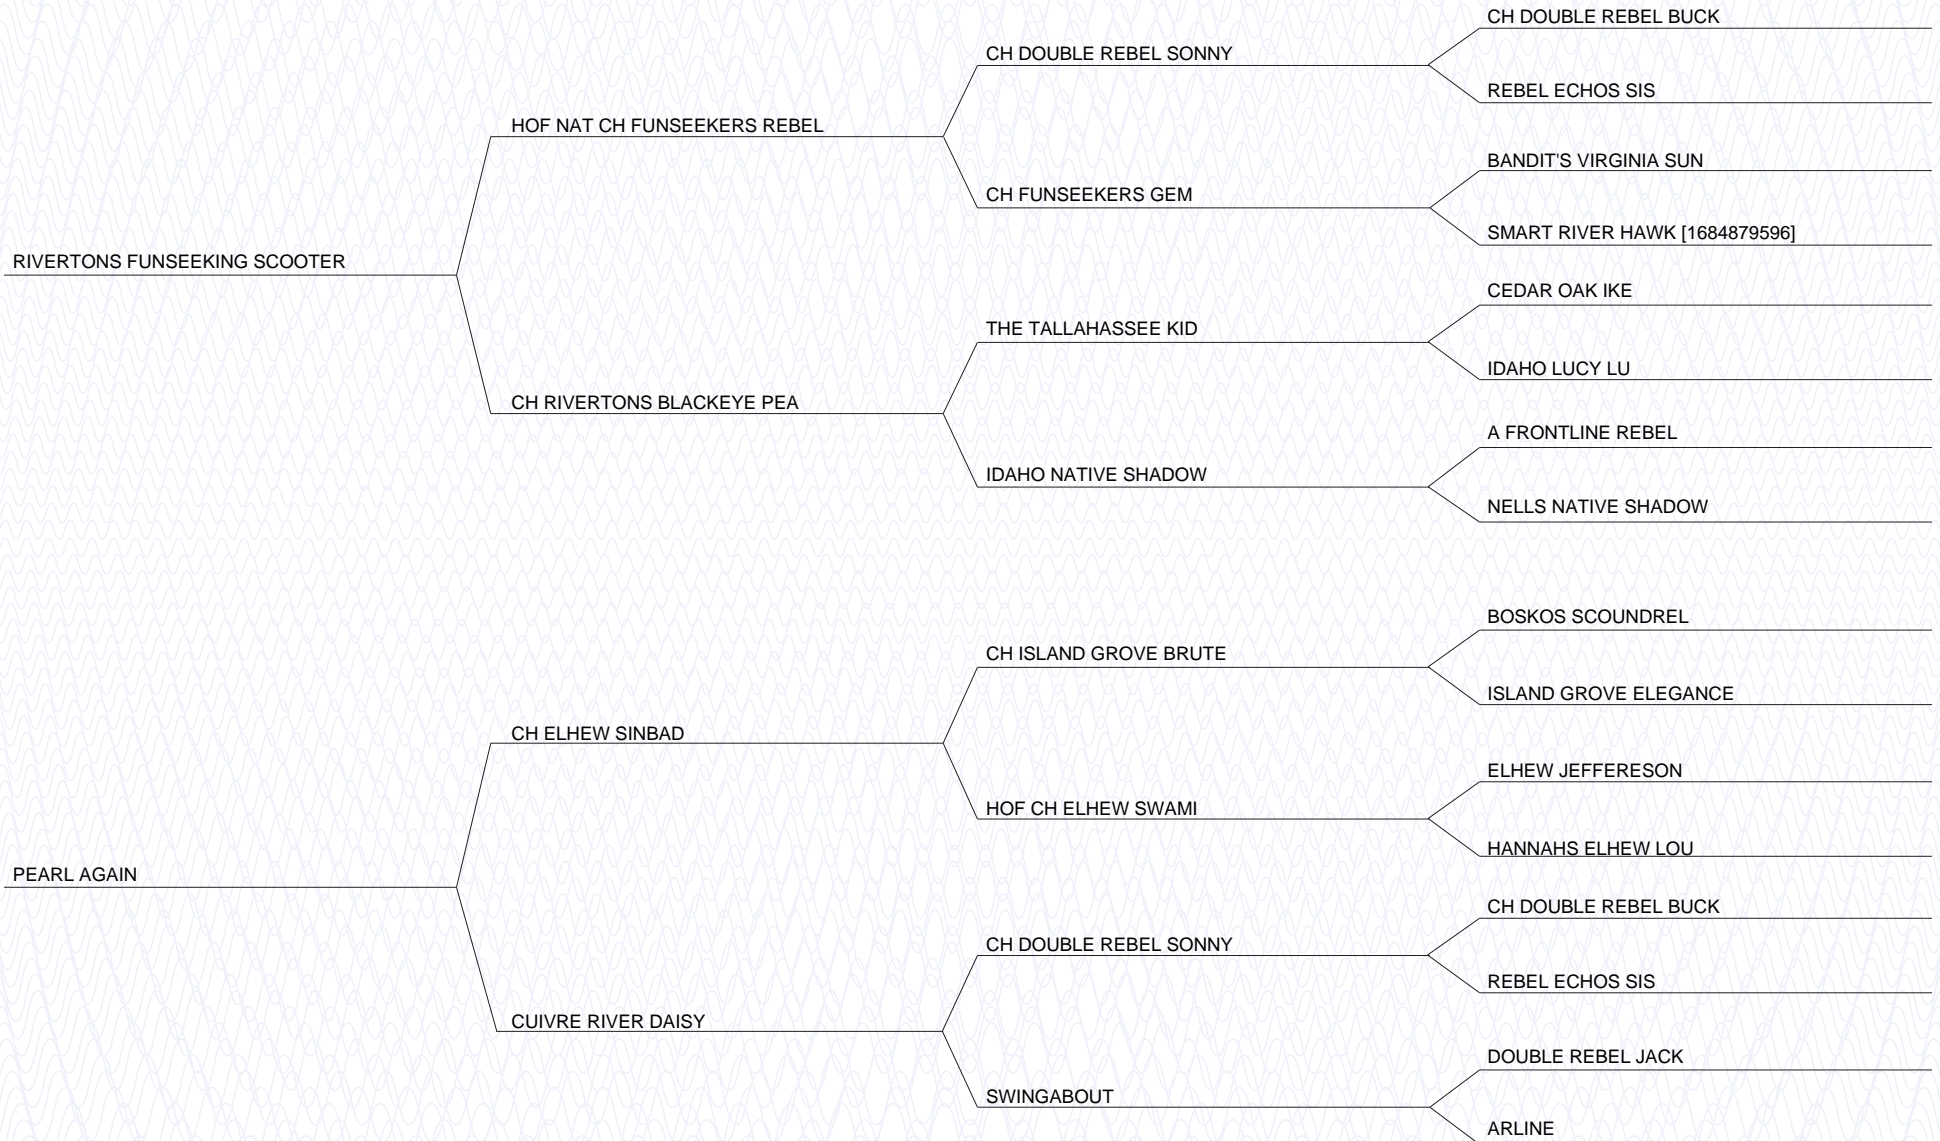 CH DOUBLE REBEL BUCK
CH DOUBLE REBEL SONNY
REBEL ECHOS SIS
HOF NAT CH FUNSEEKERS REBEL
BANDIT'S VIRGINIA SUN
CH FUNSEEKERS GEM
SMART RIVER HAWK [1684879596]
RIVERTONS FUNSEEKING SCOOTER
CEDAR OAK IKE
THE TALLAHASSEE KID
IDAHO LUCY LU
CH RIVERTONS BLACKEYE PEA
A FRONTLINE REBEL
IDAHO NATIVE SHADOW
NELLS NATIVE SHADOW
BOSKOS SCOUNDREL
CH ISLAND GROVE BRUTE
ISLAND GROVE ELEGANCE
CH ELHEW SINBAD
ELHEW JEFFERESON
HOF CH ELHEW SWAMI
HANNAHS ELHEW LOU
PEARL AGAIN
CH DOUBLE REBEL BUCK
CH DOUBLE REBEL SONNY
REBEL ECHOS SIS
CUIVRE RIVER DAISY
DOUBLE REBEL JACK
SWINGABOUT
ARLINE